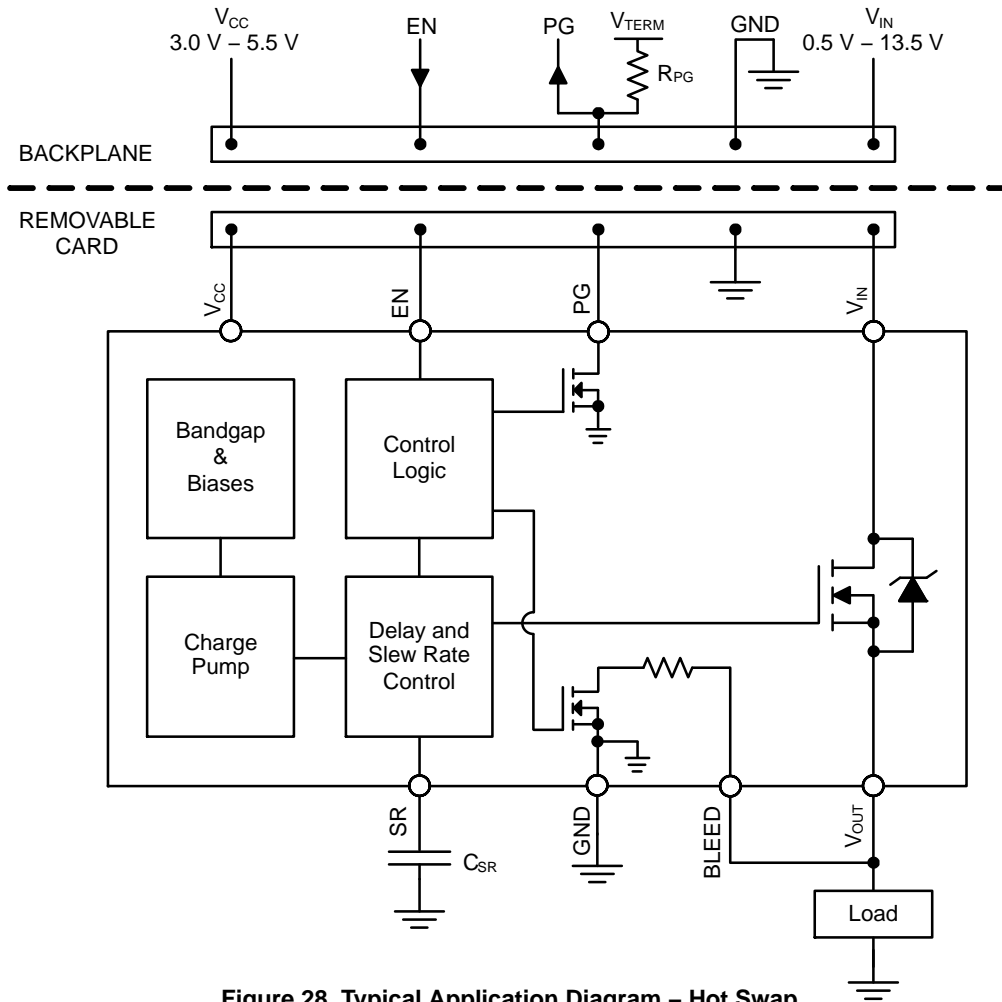 VCC
3.0 V – 5.5 V
EN
PG
VTERM
RPG
GND
VIN
0.5 V – 13.5 V
BACKPLANE
REMOVABLE
CARD
VCC
EN
PG
VIN
Bandgap
&
Biases
Control
Logic
Charge
Pump
Delay and
Slew Rate
Control
SR
GND
BLEED
VOUT
CSR
Load
Figure 28. Typical Application Diagram – Hot Swap